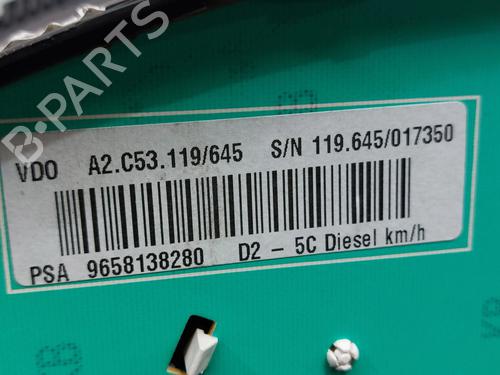 B-PARTS
VDO A2.C53.119/645 S/N 119.645/017350
PSA 9658138280 D2 - 5C Diesel km/h